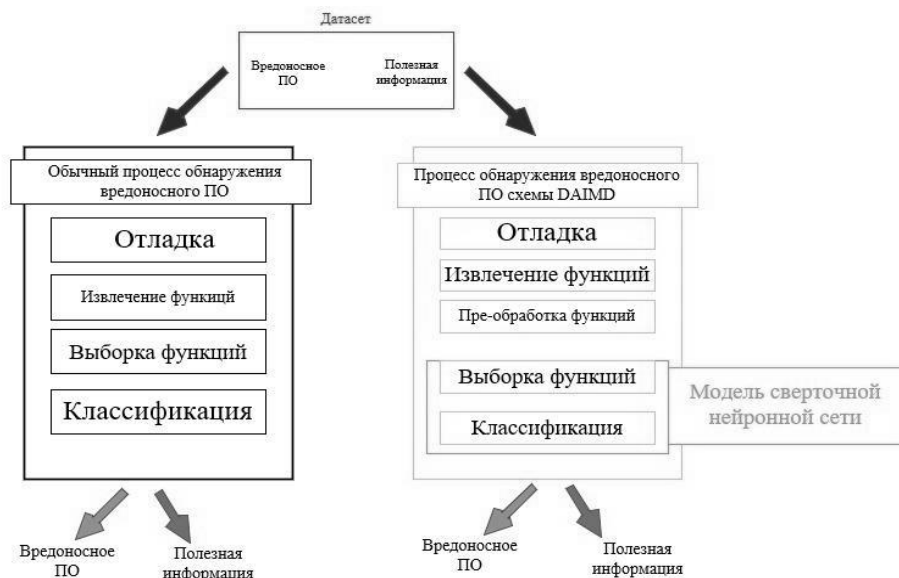 Датасет
Вредоносное
ПО
Полезная
информация
Обычный процесс обнаружения
вредоносного ПО
Отладка
Извлечение функицй
Выборка функций
Классификация
Вредоносное
ПО
Полезная
информация
Процесс обнаружения вредоносного
ПО схемы DAIMD
Отладка
Извлечение функций
Пре-обработка функций
Выборка функций
Классификация
Модель сверточной
нейронной сети
Вредоносное
ПО
Полезная
информация